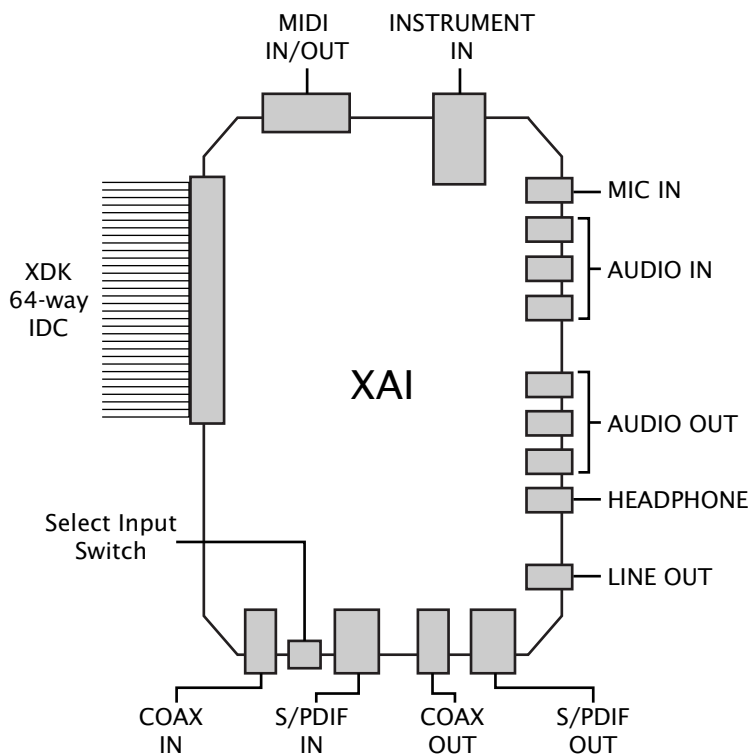 MIDI
IN/OUT
INSTRUMENT
IN
MIC IN
AUDIO IN
XDK
64-way
IDC
XAI
AUDIO OUT
HEADPHONE
Select Input
Switch
LINE OUT
COAX
IN
S/PDIF
IN
COAX
OUT
S/PDIF
OUT